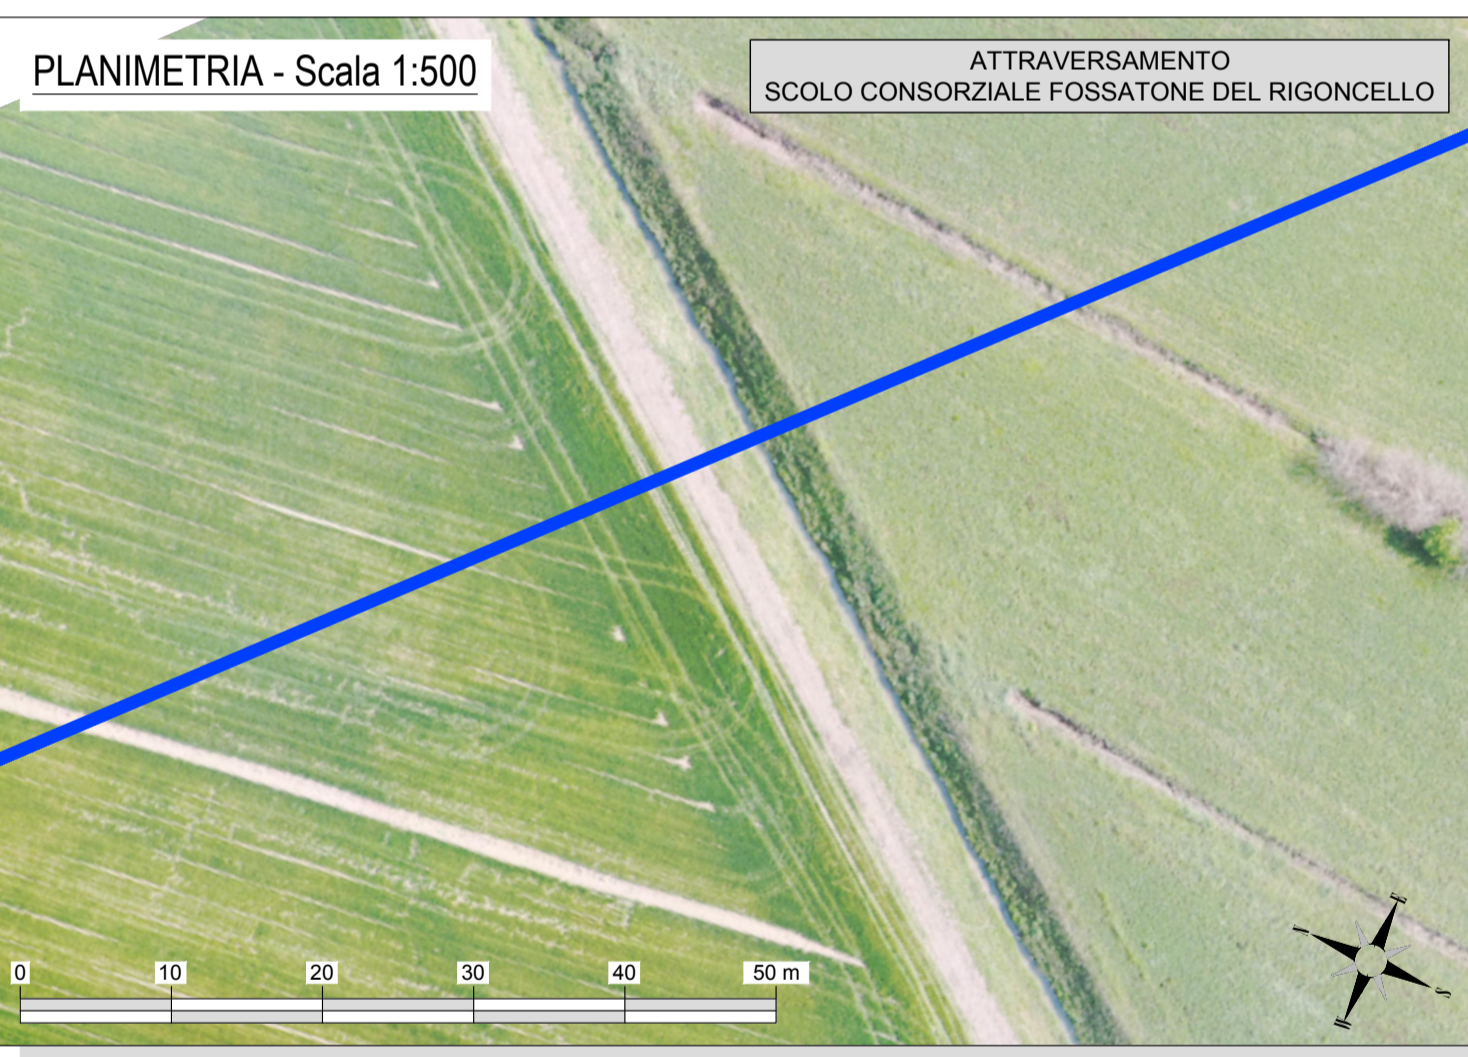 PLANIMETRIA - Scala 1:500
ATTRAVERSAMENTO
SCOLO CONSORZIALE FOSSATONE DEL RIGONCELLO
0 10 20 30 40 50 m
E
S